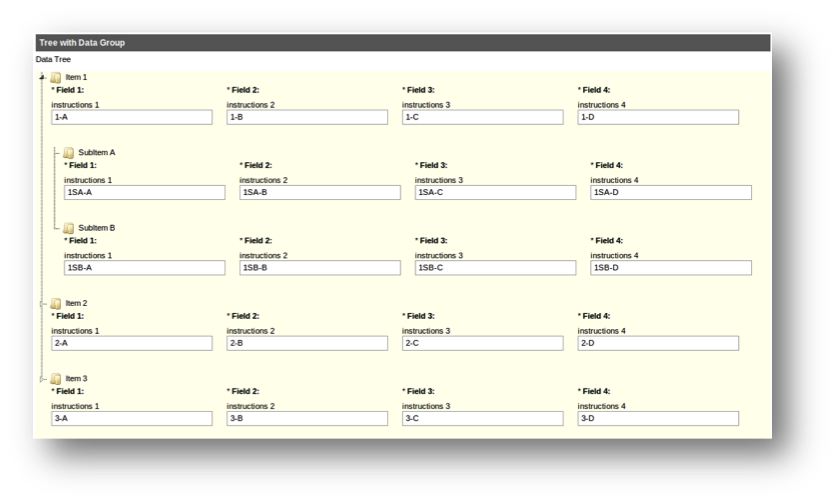 Tree with Data Group
Data Tree
Item 1
* Field 1: * Field 2: * Field 3: * Field 4:
instructions 1 instructions 2 instructions 3 instructions 4
1-A 1-B 1-C 1-D
SubItem A
* Field 1: * Field 2: * Field 3: * Field 4:
instructions 1 instructions 2 instructions 3 instructions 4
1SA-A 1SA-B 1SA-C 1SA-D
SubItem B
* Field 1: * Field 2: * Field 3: * Field 4:
instructions 1 instructions 2 instructions 3 instructions 4
1SB-A 1SB-B 1SB-C 1SB-D
Item 2
* Field 1: * Field 2: * Field 3: * Field 4:
instructions 1 instructions 2 instructions 3 instructions 4
2-A 2-B 2-C 2-D
Item 3
* Field 1: * Field 2: * Field 3: * Field 4:
instructions 1 instructions 2 instructions 3 instructions 4
3-A 3-B 3-C 3-D